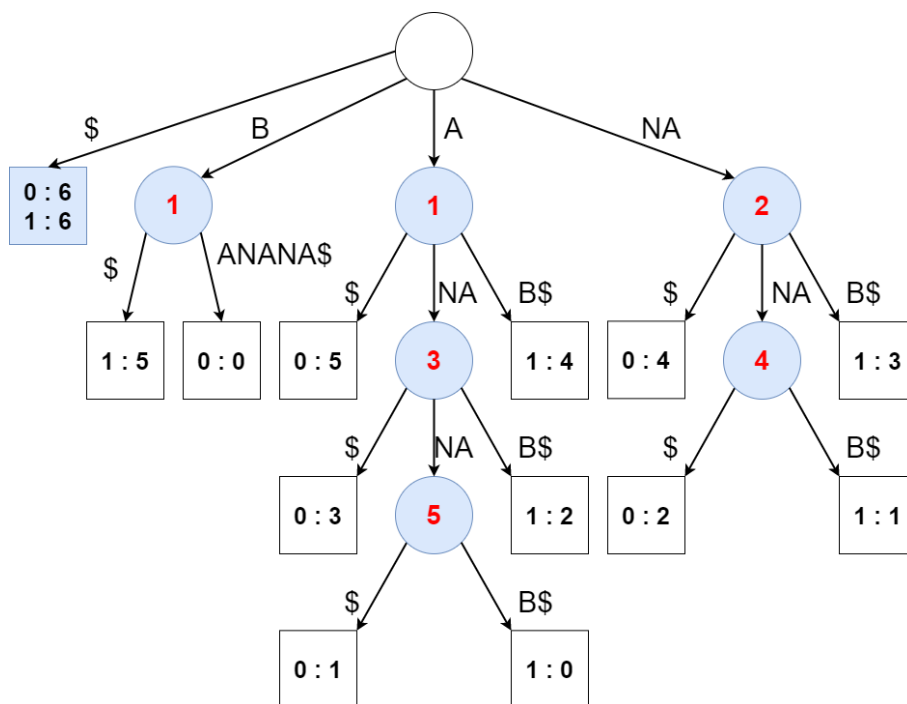 $
B
A
NA
0 : 6
1 : 6
1
1
2
$
ANANA$
$
NA
B$
$
NA
B$
1 : 5
0 : 0
0 : 5
3
1 : 4
0 : 4
4
1 : 3
$
NA
B$
$
B$
0 : 3
5
1 : 2
0 : 2
1 : 1
$
B$
0 : 1
1 : 0